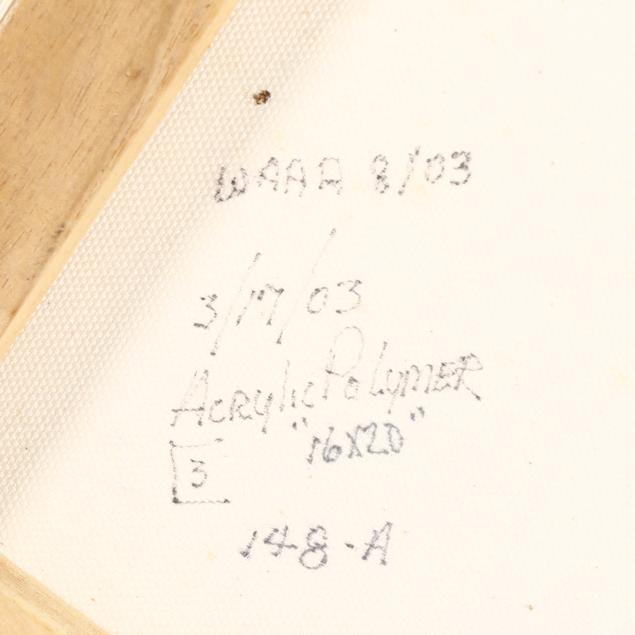 WAAA 8/03
3/17/03
Acrylic Polymer
"16X20"
3
148-A